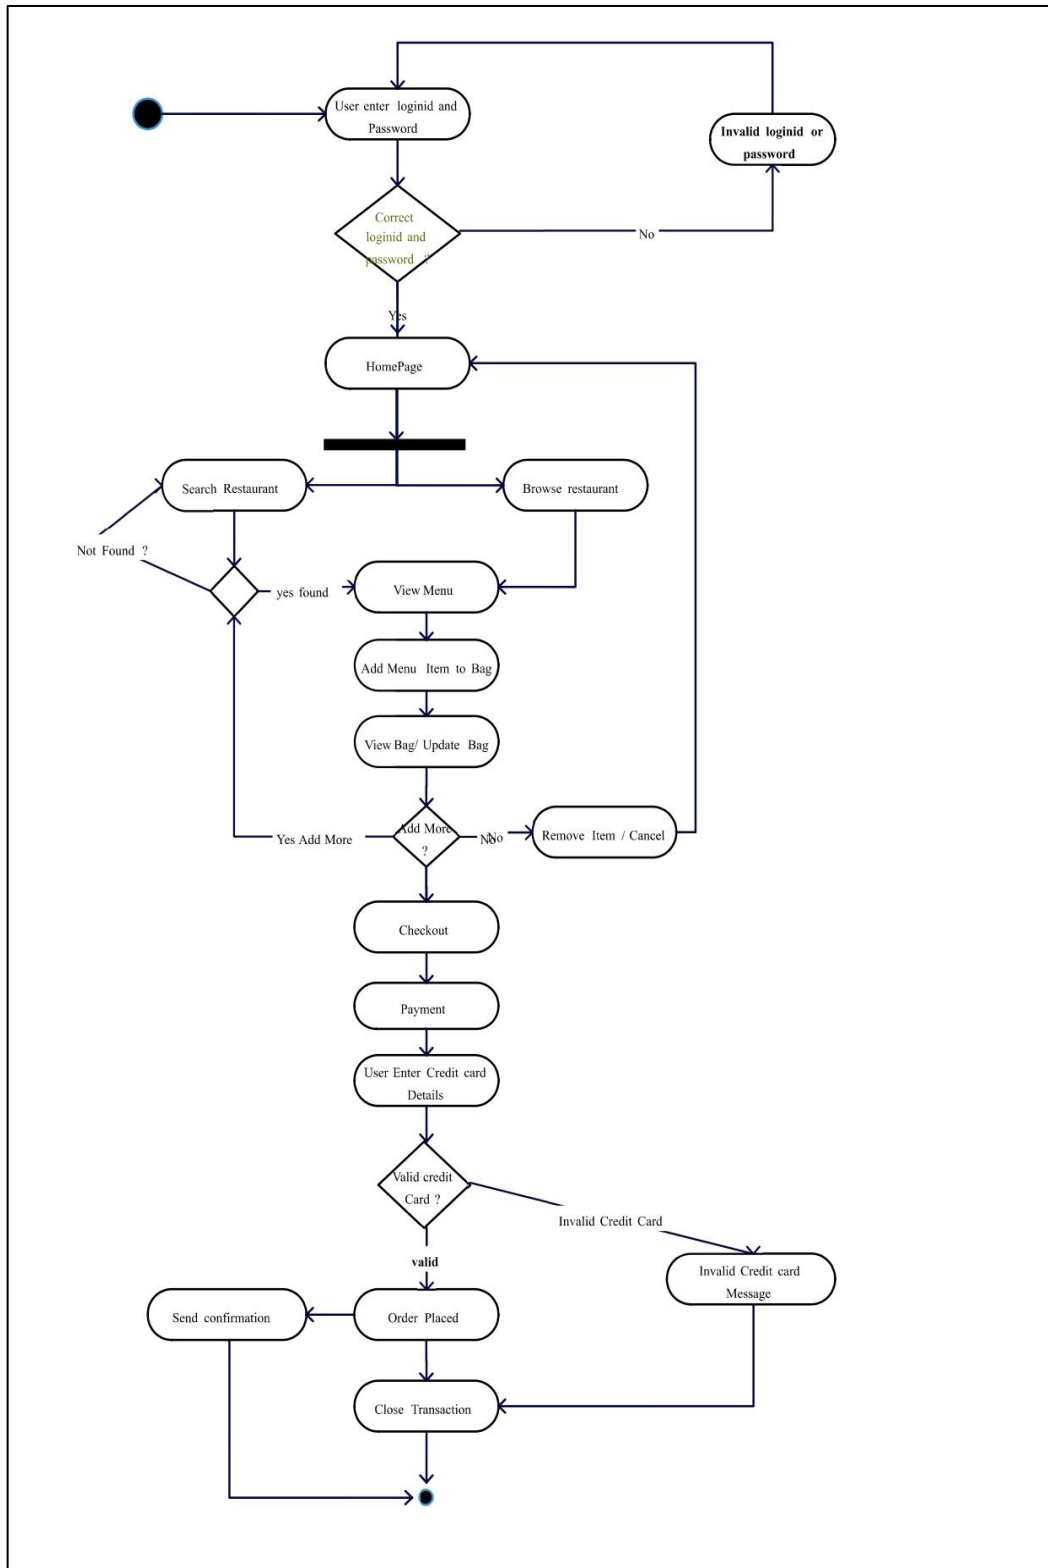 User enter loginid and
Password
Invalid loginid or
password
Correct
loginid and
password ?
No
Yes
HomePage
Search Restaurant
Browse restaurant
Not Found ?
yes found
View Menu
Add Menu Item to Bag
View Bag/ Update Bag
Yes Add More
Add More
?
No
No
Remove Item / Cancel
Checkout
Payment
User Enter Credit card
Details
Valid credit
Card ?
Invalid Credit Card
valid
Invalid Credit card
Message
Send confirmation
Order Placed
Close Transaction